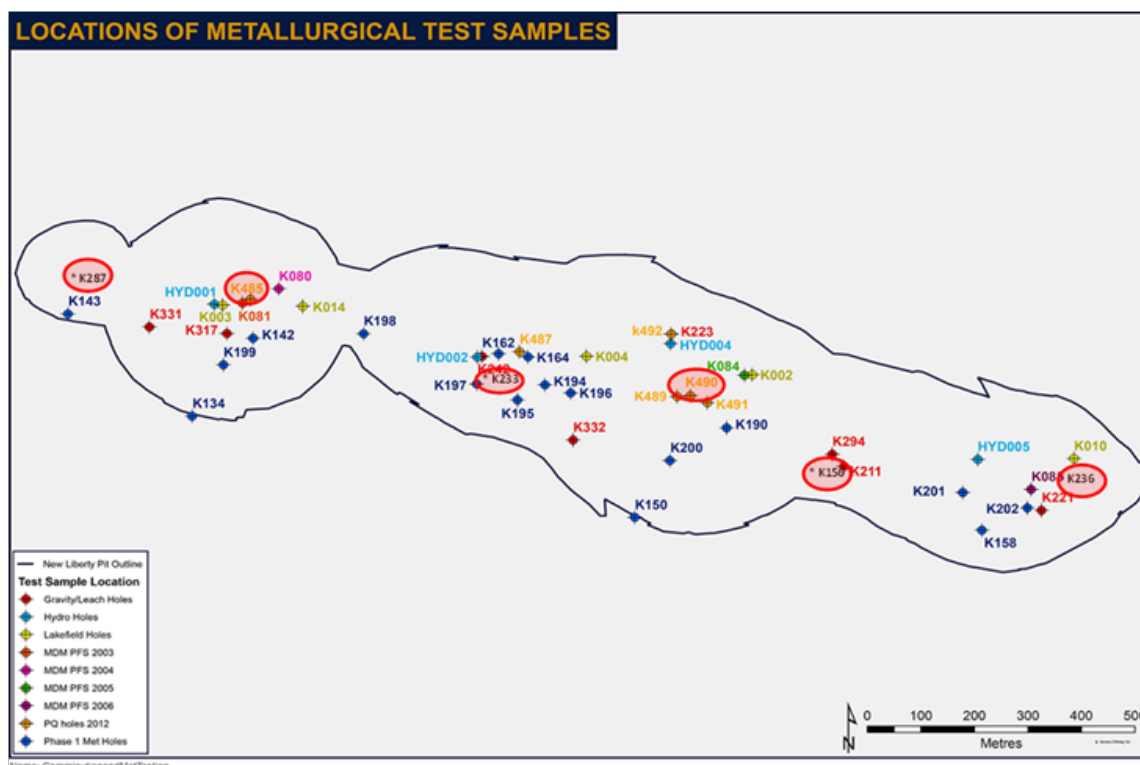 LOCATIONS OF METALLURGICAL TEST SAMPLES
* K287
K143
K331
HYD001
K003
K485
K081
K080
K014
K317
K142
K199
K134
K198
HYD002
K162
K487
K164
K004
K242
* K233
K197
K194
K196
K195
K332
k492
K223
HYD004
K084
K002
K490
K489
K491
K190
K200
K150
K294
* K150
K211
HYD005
K010
K236
K201
K202
K221
K158
New Liberty Pit Outline
Test Sample Location
Gravity/Leach Holes
Hydro Holes
Lakefield Holes
MDM PFS 2003
MDM PFS 2004
MDM PFS 2005
MDM PFS 2006
PQ holes 2012
Phase 1 Met Holes
N
0 100 200 300 400 500
Metres